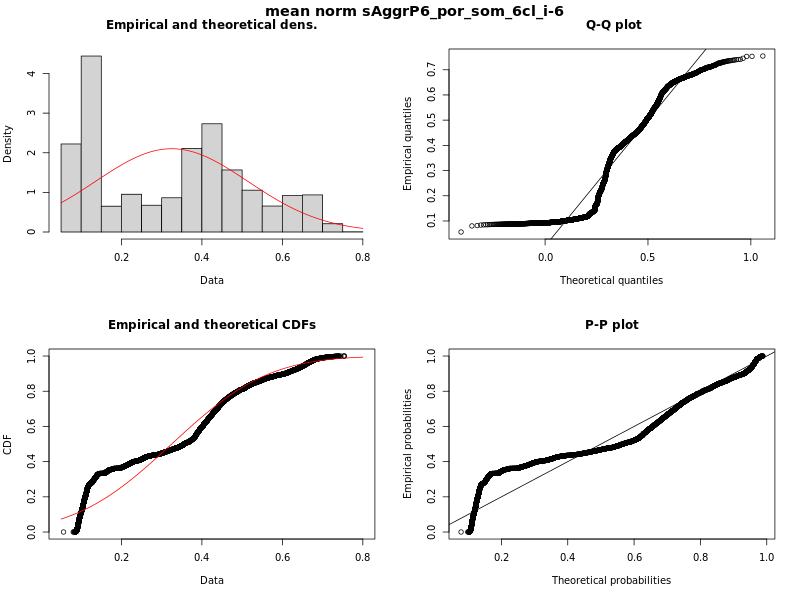 mean norm sAggrP6_por_som_6cl_i-6
Empirical and theoretical dens.
Density
0 1 2 3 4
0.2 0.4 0.6 0.8
Data
Q-Q plot
Empirical quantiles
0.1 0.2 0.3 0.4 0.5 0.6 0.7
0.0 0.5 1.0
Theoretical quantiles
Empirical and theoretical CDFs
CDF
0.0 0.2 0.4 0.6 0.8 1.0
0.2 0.4 0.6 0.8
Data
P-P plot
Empirical probabilities
0.0 0.2 0.4 0.6 0.8 1.0
0.2 0.4 0.6 0.8 1.0
Theoretical probabilities